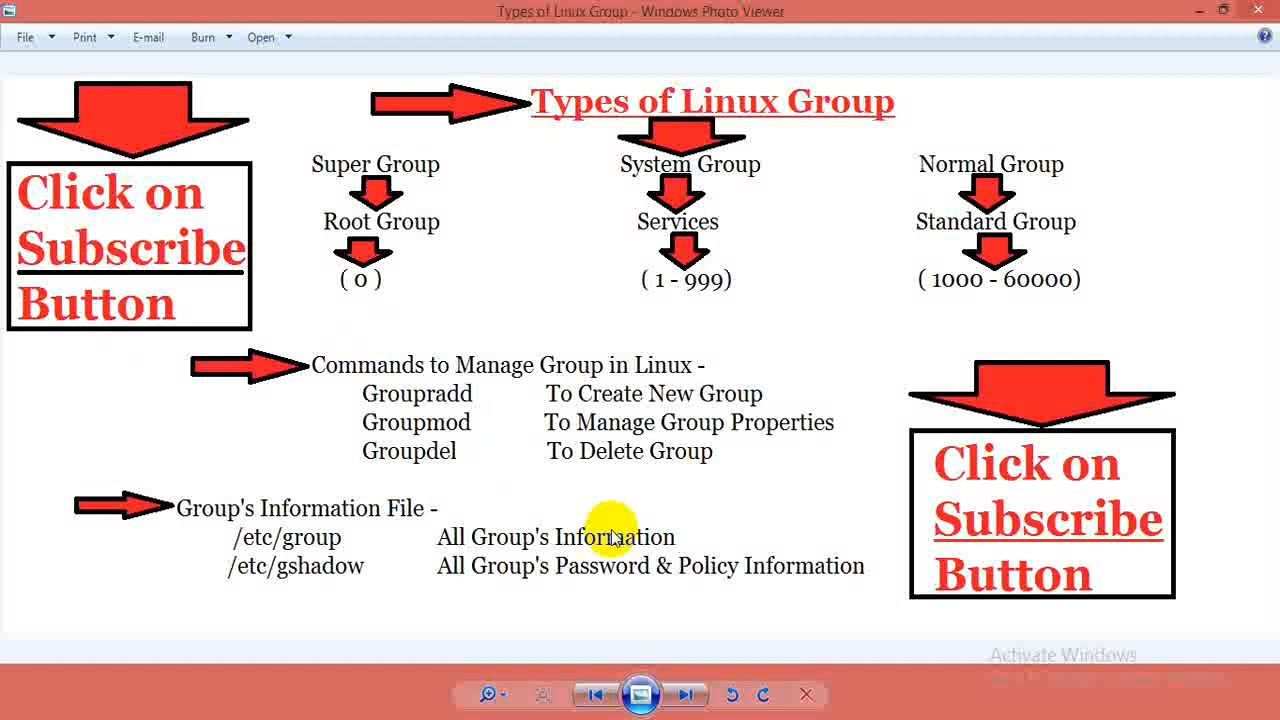 Types of Linux Group - Windows Photo Viewer
File Print E-mail Burn Open
Types of Linux Group
Super Group System Group Normal Group
Root Group Services Standard Group
( 0 ) ( 1 - 999) ( 1000 - 60000)
Click on
Subscribe
Button
Commands to Manage Group in Linux -
Groupradd To Create New Group
Groupmod To Manage Group Properties
Groupdel To Delete Group
Group's Information File -
/etc/group All Group's Information
/etc/gshadow All Group's Password & Policy Information
Click on
Subscribe
Button
Activate Windows